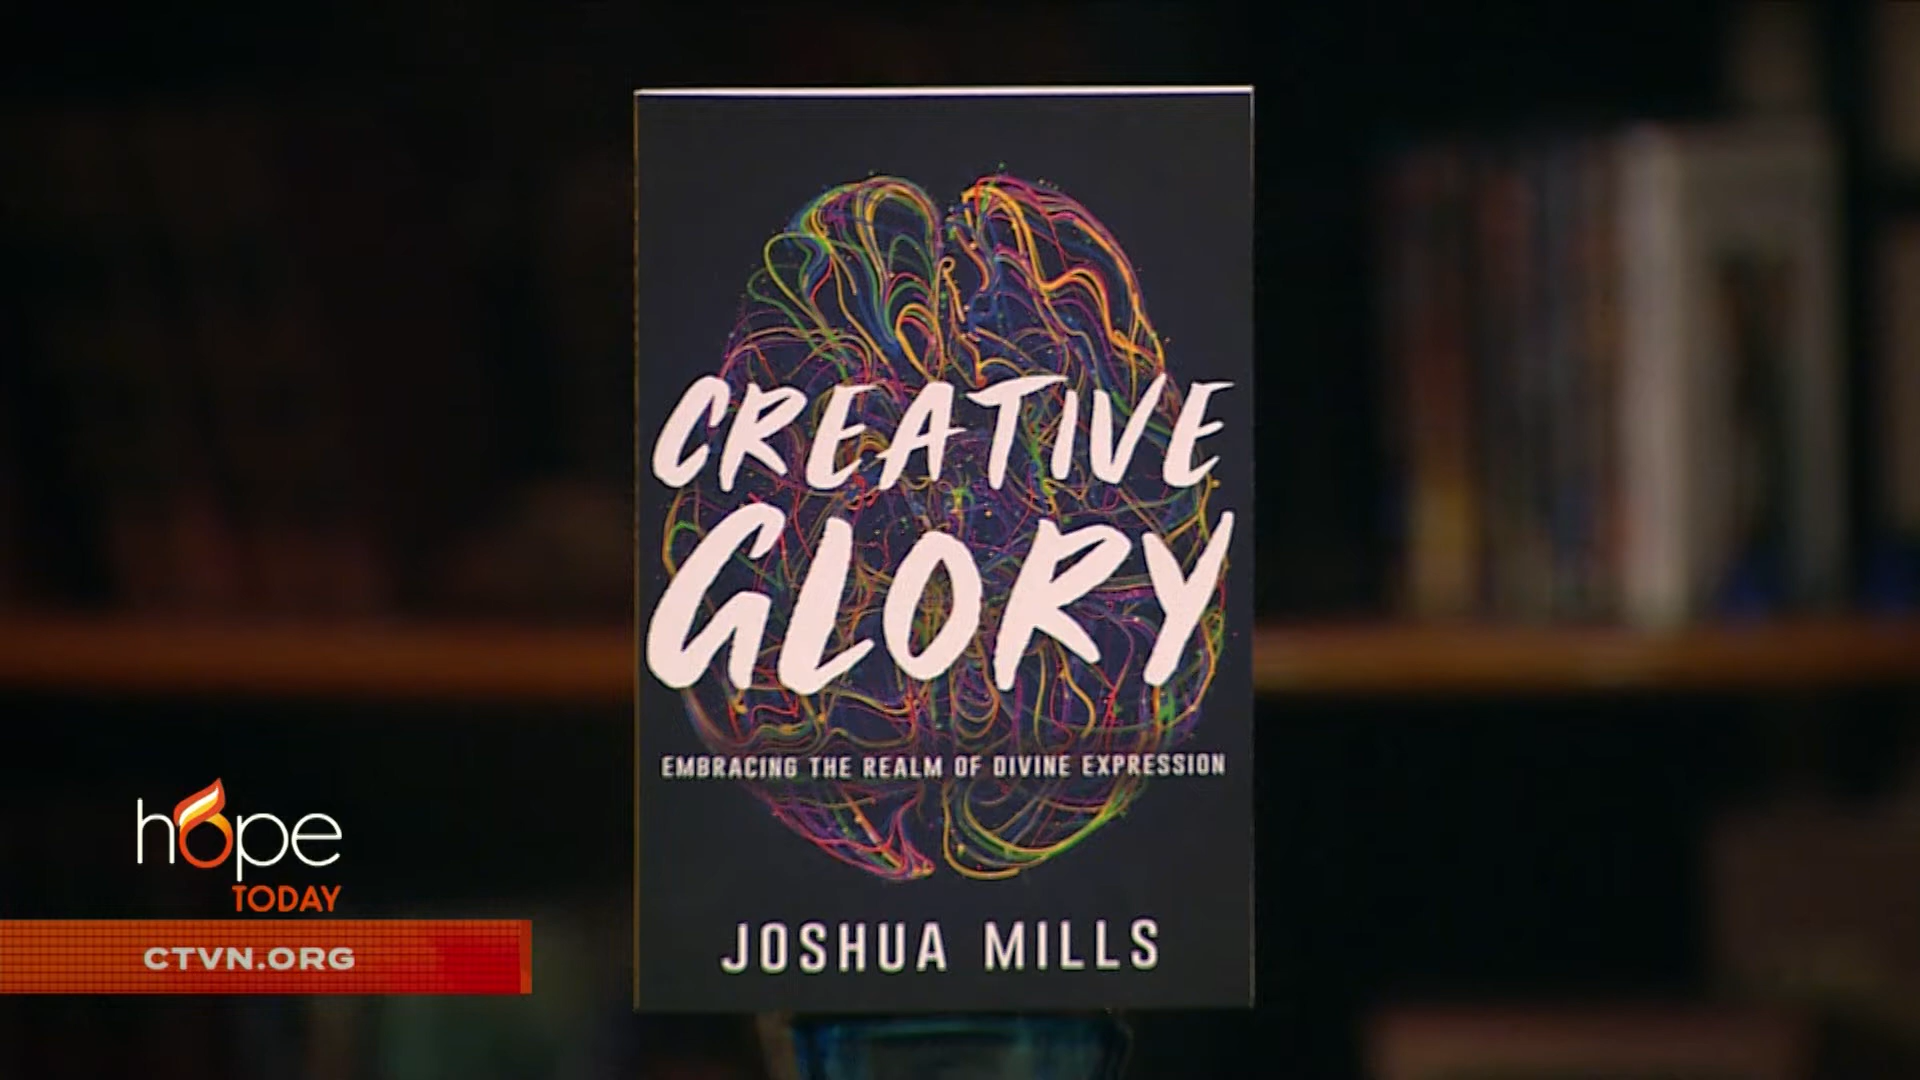 CREATIVE
GLORY
EMBRACING THE REALM OF DIVINE EXPRESSION
JOSHUA MILLS
hope
TODAY
CTVN.ORG